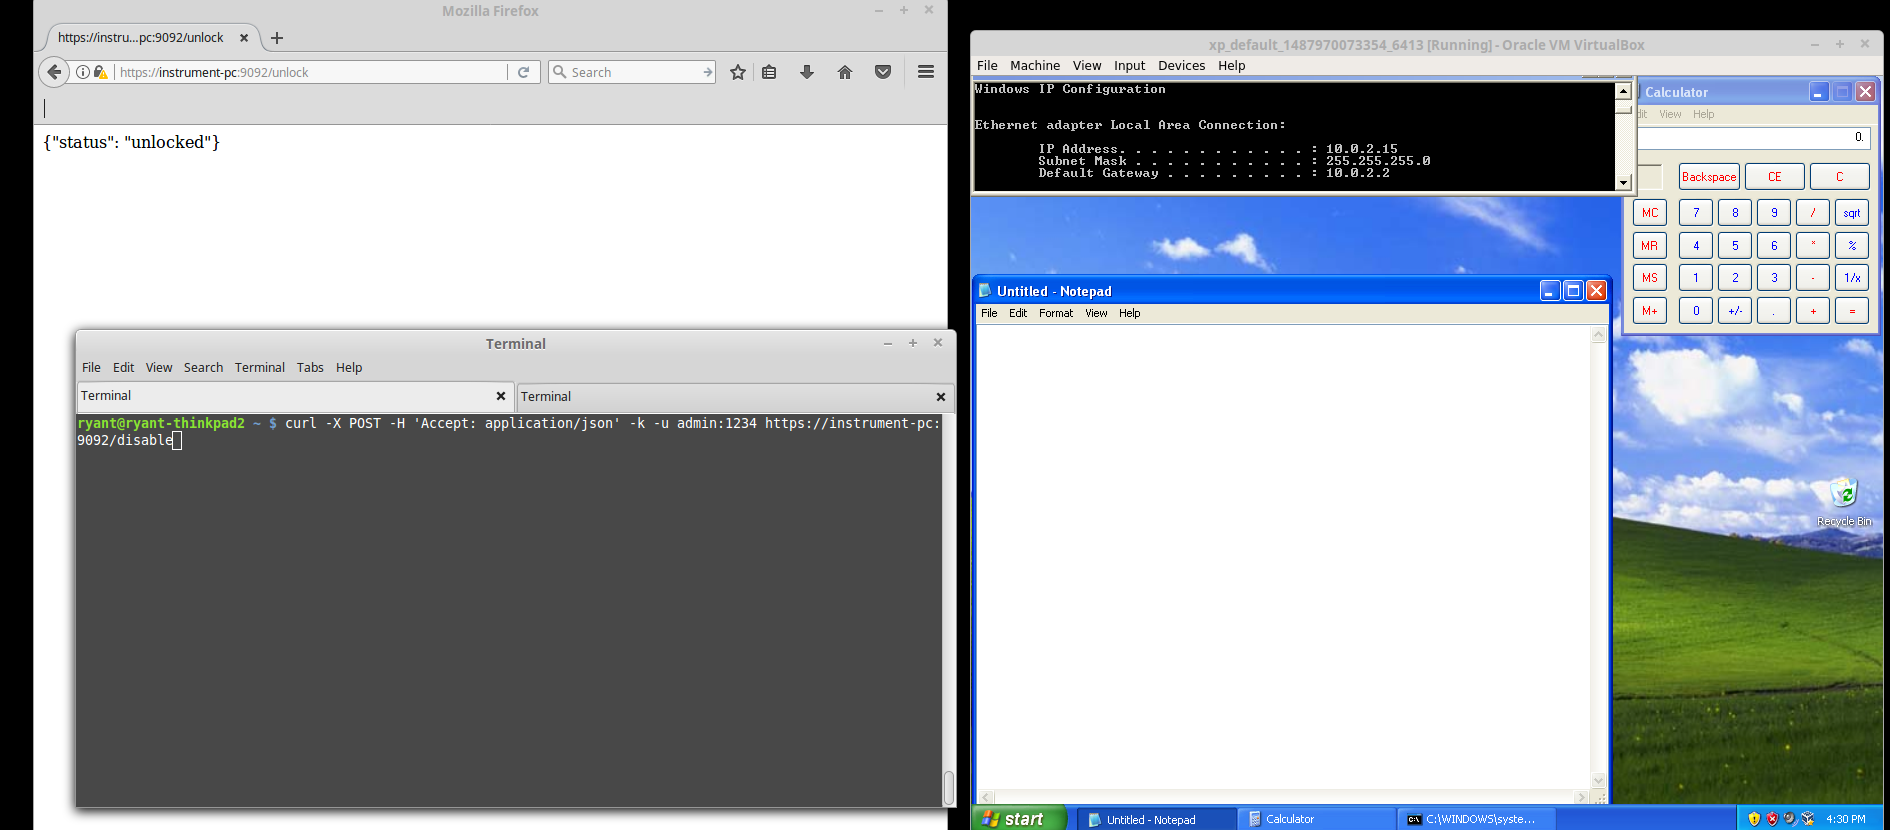 Mozilla Firefox
https://instru...pc:9092/unlock
https://instrument-pc:9092/unlock
Search
{"status": "unlocked"}
Terminal
File Edit View Search Terminal Tabs Help
Terminal
Terminal
ryant@ryant-thinkpad2 ~ $ curl -X POST -H 'Accept: application/json' -k -u admin:1234 https://instrument-pc:
9092/disable
xp_default_1487970073354_6413 [Running] - Oracle VM VirtualBox
File Machine View Input Devices Help
Windows IP Configuration
Ethernet adapter Local Area Connection:
IP Address. . . . . . . . . . . . : 10.0.2.15
Subnet Mask . . . . . . . . . . . : 255.255.255.0
Default Gateway . . . . . . . . . : 10.0.2.2
Calculator
dit View Help
0.
Backspace CE C
MC 7 8 9 / sqrt
MR 4 5 6 * %
MS 1 2 3 - 1/x
M+ 0 +/- . + =
Untitled - Notepad
File Edit Format View Help
Recycle Bin
start
Untitled - Notepad
Calculator
C:\WINDOWS\syste...
4:30 PM